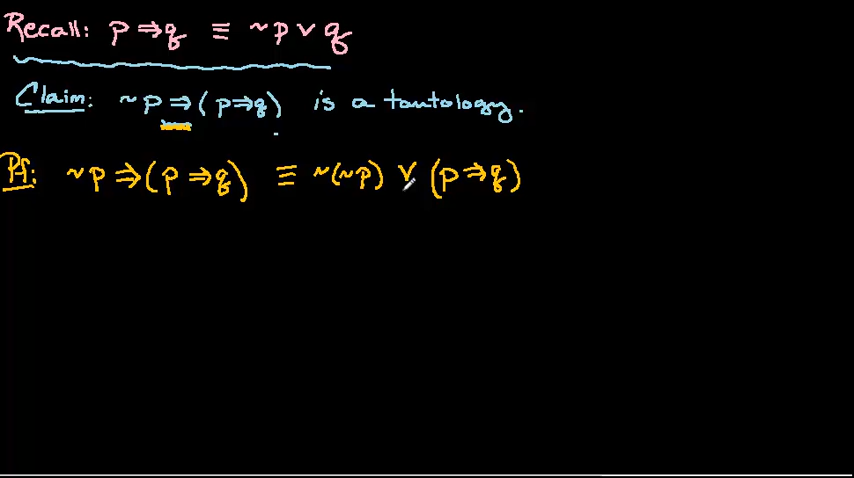 Recall: p ⇒ q ≡ ~p ∨ q
Claim: ~p ⇒ (p ⇒ q) is a tautology.
Pf: ~p ⇒ (p ⇒ q) ≡ ~(~p) ∨ (p ⇒ q)